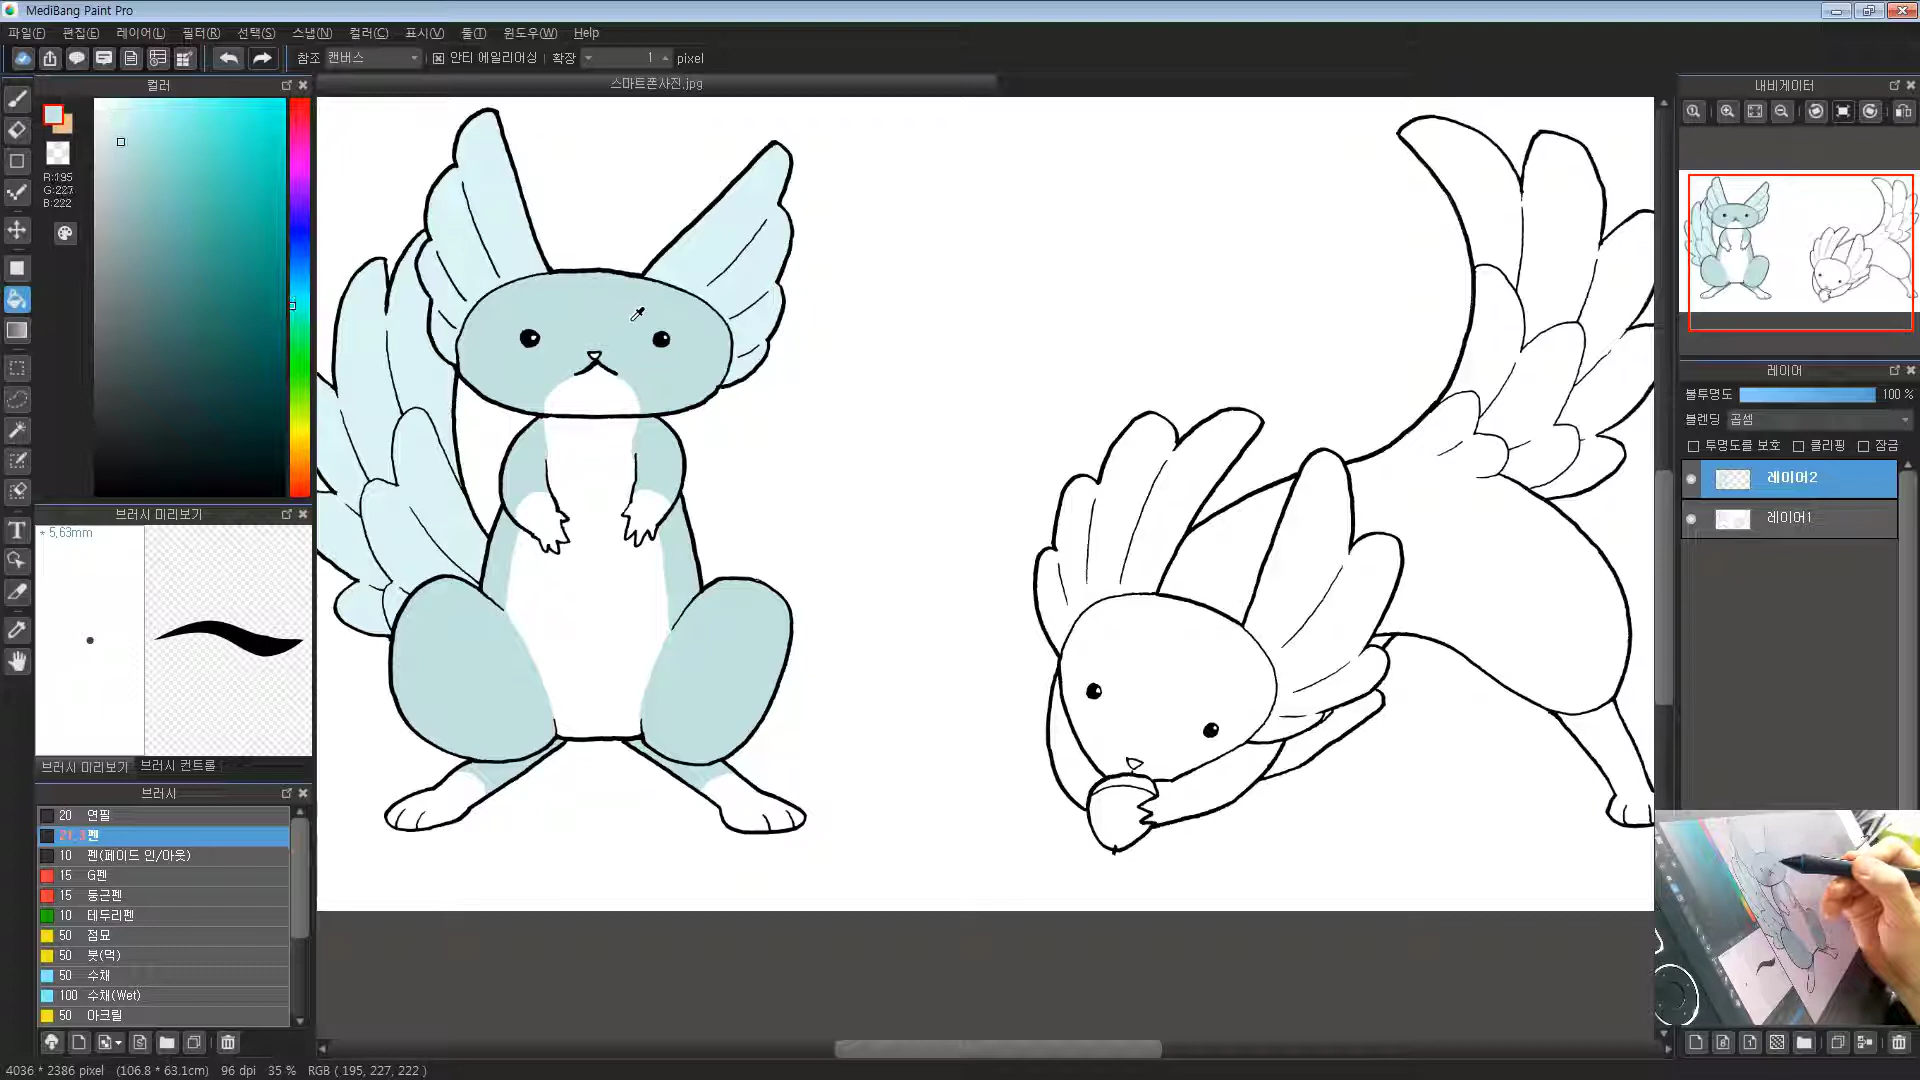 MediBang Paint Pro
파일(F) 편집(E) 레이어(L) 필터(R) 선택(S) 스냅(N) 컬러(C) 표시(V) 툴(T) 윈도우(W) Help
참조 캔버스 안티 에일리어싱 확장 1 pixel
컬러
스마트폰사진.jpg
내비게이터
R:195
G:227
B:222
레이어
불투명도 100 %
블렌딩 곱셈
투명도를 보호 클리핑 잠금
레이어2
레이어1
브러시 미리보기
* 5.63mm
브러시 미리보기 브러시 컨트롤
브러시
20 연필
21.3 펜
10 펜(페이드 인/아웃)
15 G펜
15 둥근펜
10 테두리펜
50 점묘
50 붓(먹)
50 수채
100 수채(Wet)
50 아크릴
4036 * 2386 pixel (106.8 * 63.1cm) 96 dpi 35 % RGB ( 195, 227, 222 )